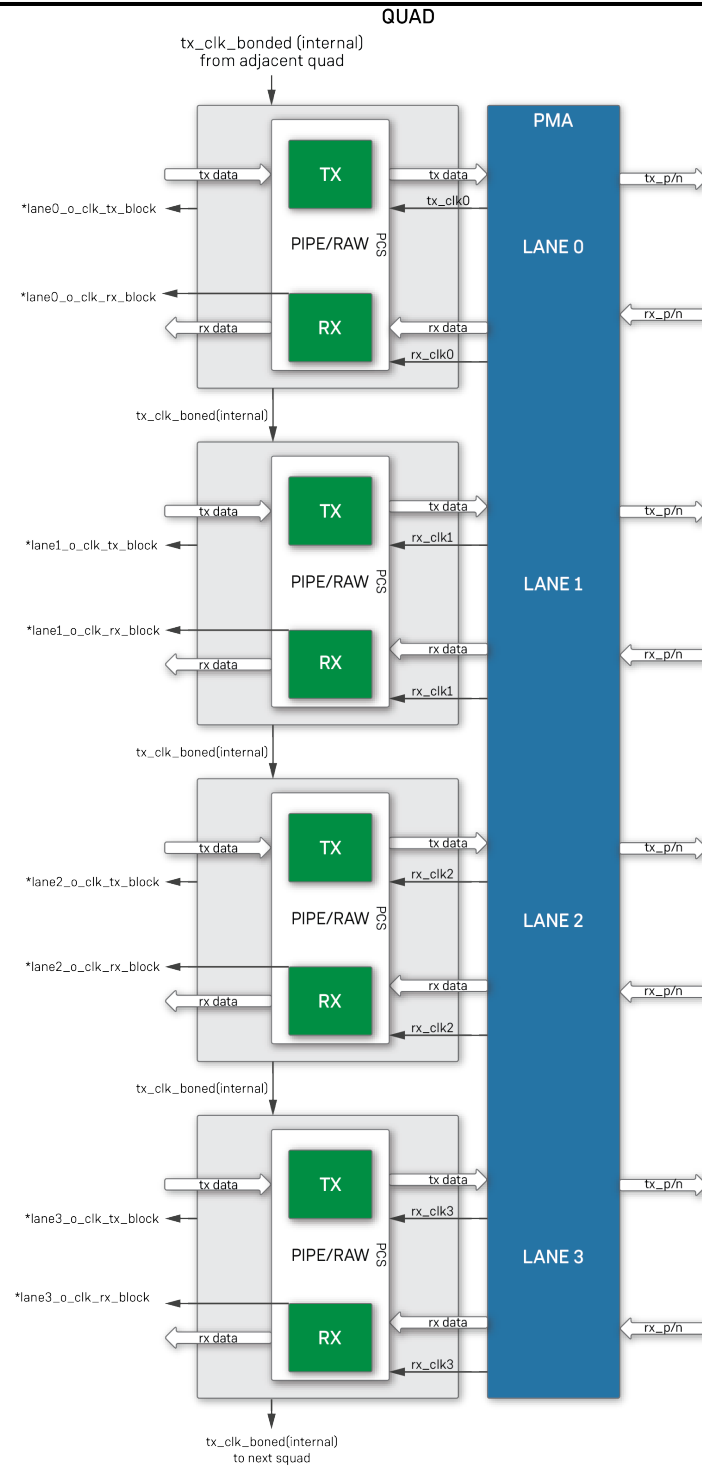 QUAD
tx_clk_bonded (internal)
from adjacent quad
PMA
tx data
TX
tx data
tx_p/n
*lane0_o_clk_tx_block
tx_clk0
PIPE/RAW
PCS
LANE 0
*lane0_o_clk_rx_block
rx data
RX
rx data
rx_p/n
rx_clk0
tx_clk_boned(internal)
tx data
TX
tx data
tx_p/n
*lane1_o_clk_tx_block
rx_clk1
PIPE/RAW
PCS
LANE 1
*lane1_o_clk_rx_block
rx data
RX
rx data
rx_p/n
rx_clk1
tx_clk_boned(internal)
tx data
TX
tx data
tx_p/n
*lane2_o_clk_tx_block
rx_clk2
PIPE/RAW
PCS
LANE 2
*lane2_o_clk_rx_block
rx data
RX
rx data
rx_p/n
rx_clk2
tx_clk_boned(internal)
tx data
TX
tx data
tx_p/n
*lane3_o_clk_tx_block
rx_clk3
PIPE/RAW
PCS
LANE 3
*lane3_o_clk_rx_block
rx data
RX
rx data
rx_p/n
rx_clk3
tx_clk_boned(internal)
to next squad